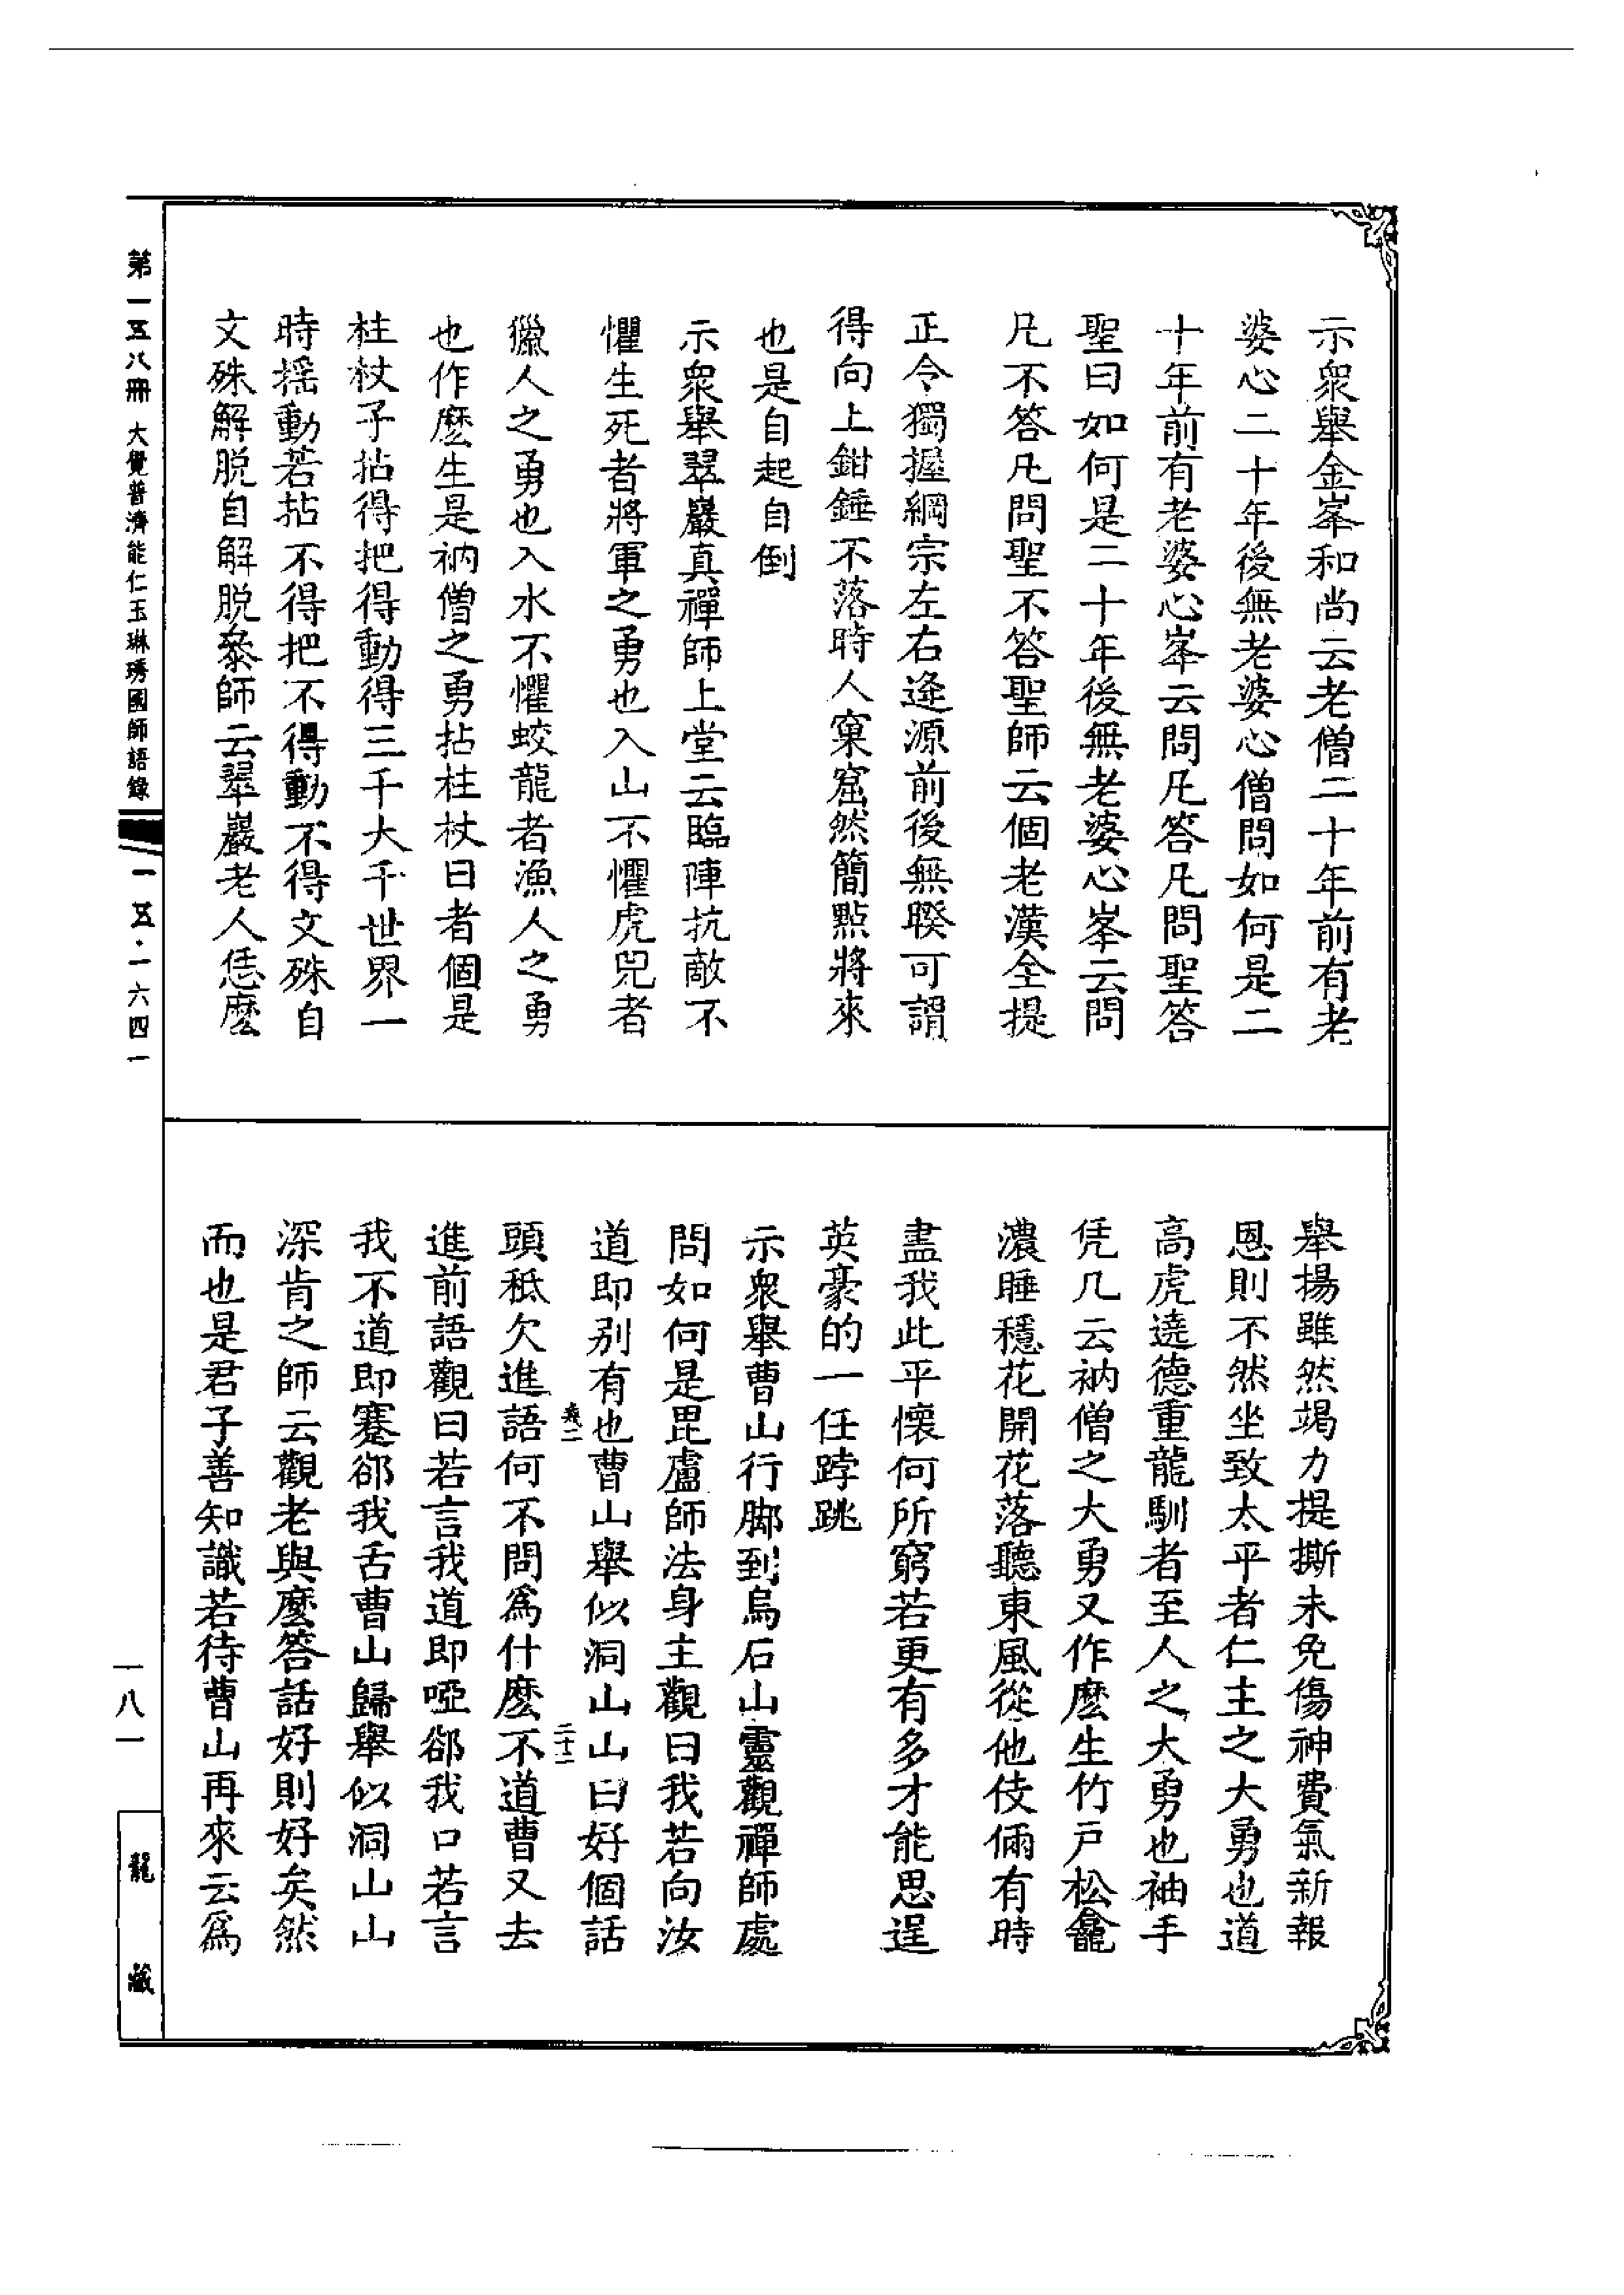 示衆舉金峯和尚云老僧二十年前有老
婆心二十年後無老婆心僧問如何是二
十年前有老婆心峯云問凡答凡問聖答
聖曰如何是二十年後無老婆心峯云問
凡不答凡問聖不答聖師云個老漢全提
正令獨握綱宗左右逄源前後無睽可謂
得向上鉗錘不落時人窠窟然簡點將來
也是自起自倒
示衆舉翠巖真禪師上堂云臨陣抗敵不
懼生死者將軍之勇也入山不懼虎兕者
獵人之勇也入水不懼蛟龍者漁人之勇
也作麽生是衲僧之勇拈柱杖曰者個是
柱杖子拈得把得動得三千大千世界一
時摇動若拈不得把不得動不得文殊自
文殊解脱自解脱叅師云翠巖老人恁麽
舉揚雖然竭力提撕未免傷神費氣新報
恩則不然坐致太平者仁主之大勇也道
高虎遶德重龍馴者至人之大勇也袖手
凭几云衲僧之大勇又作麽生竹戸松龕
濃睡穩花開花落聽東風從他伎倆有時
盡我此平懷何所窮若更有多才能思逞
英豪的一任踍跳
示衆舉曹山行脚到烏石山靈觀禪師處
問如何是毘盧師法身主觀曰我若向汝
道即别有也曹山舉似洞山山曰好個話
頭秪欠進語何不問爲什麽不道曹又去
進前語觀曰若言我道即啞郤我口若言
我不道即蹇郤我舌曹山歸舉似洞山山
深肯之師云觀老與麽答話好則好矣然
而也是君子善知識若待曹山再來云爲
二十二
第一五八冊 大覺普濟能仁玉琳琇國師語錄
一五·一六四一
一八一
龍藏